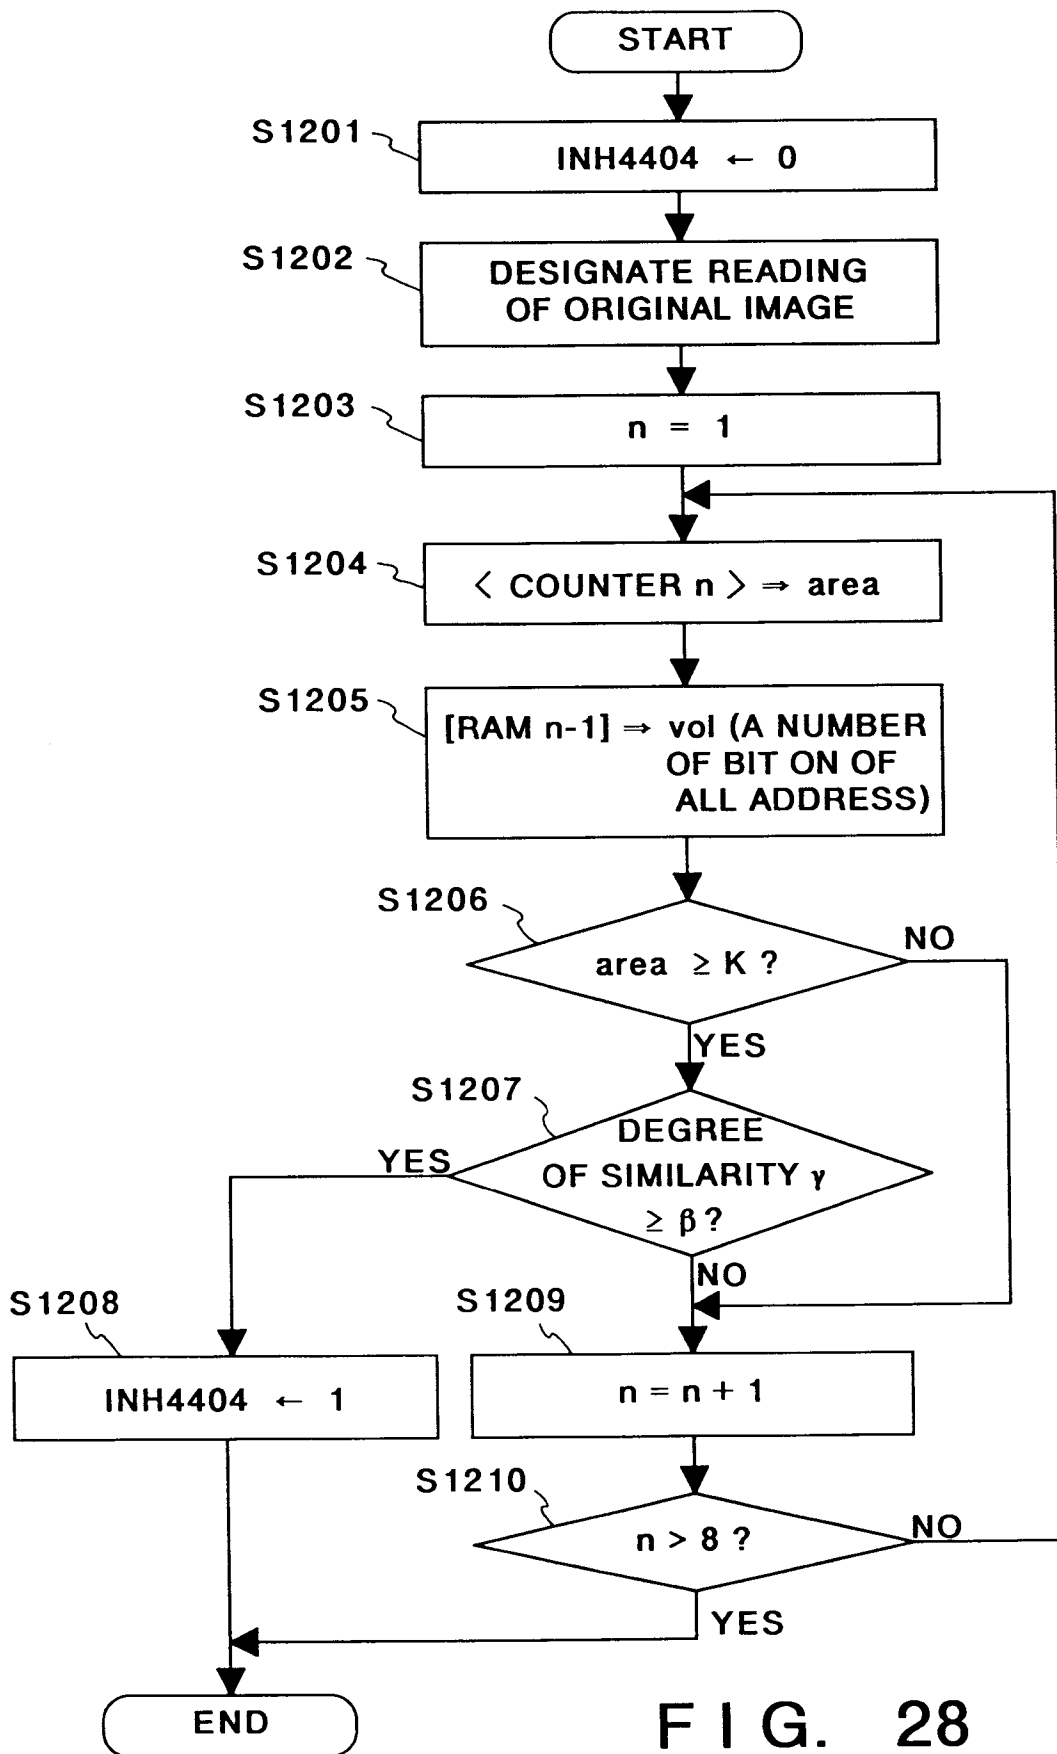 START
S1201
INH4404 ← 0
S1202
DESIGNATE READING
OF ORIGINAL IMAGE
S1203
n = 1
S1204
〈 COUNTER n 〉 ⇒ area
S1205
[RAM n-1] ⇒ vol (A NUMBER
OF BIT ON OF
ALL ADDRESS)
S1206
area ≥ K ?
NO
YES
S1207
DEGREE
OF SIMILARITY γ
≥ β ?
YES
NO
S1208
INH4404 ← 1
S1209
n = n + 1
S1210
n > 8 ?
NO
YES
END
FIG. 28